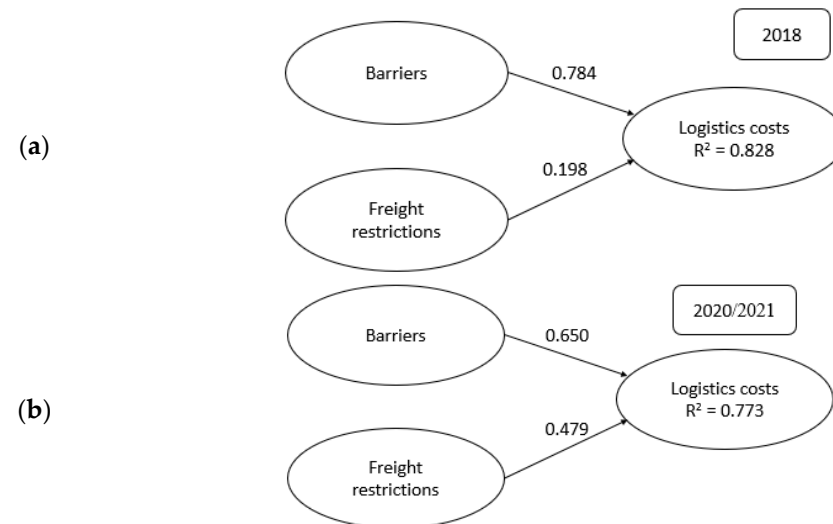 2018
Barriers
0.784
Logistics costs
R² = 0.828
(a)
0.198
Freight
restrictions
2020/2021
Barriers
0.650
Logistics costs
R² = 0.773
(b)
0.479
Freight
restrictions